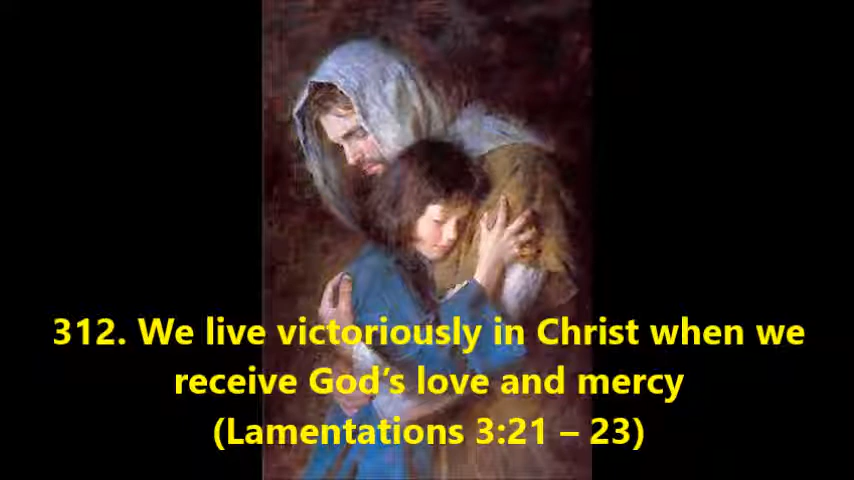 312. We live victoriously in Christ when we
receive God’s love and mercy
(Lamentations 3:21 – 23)